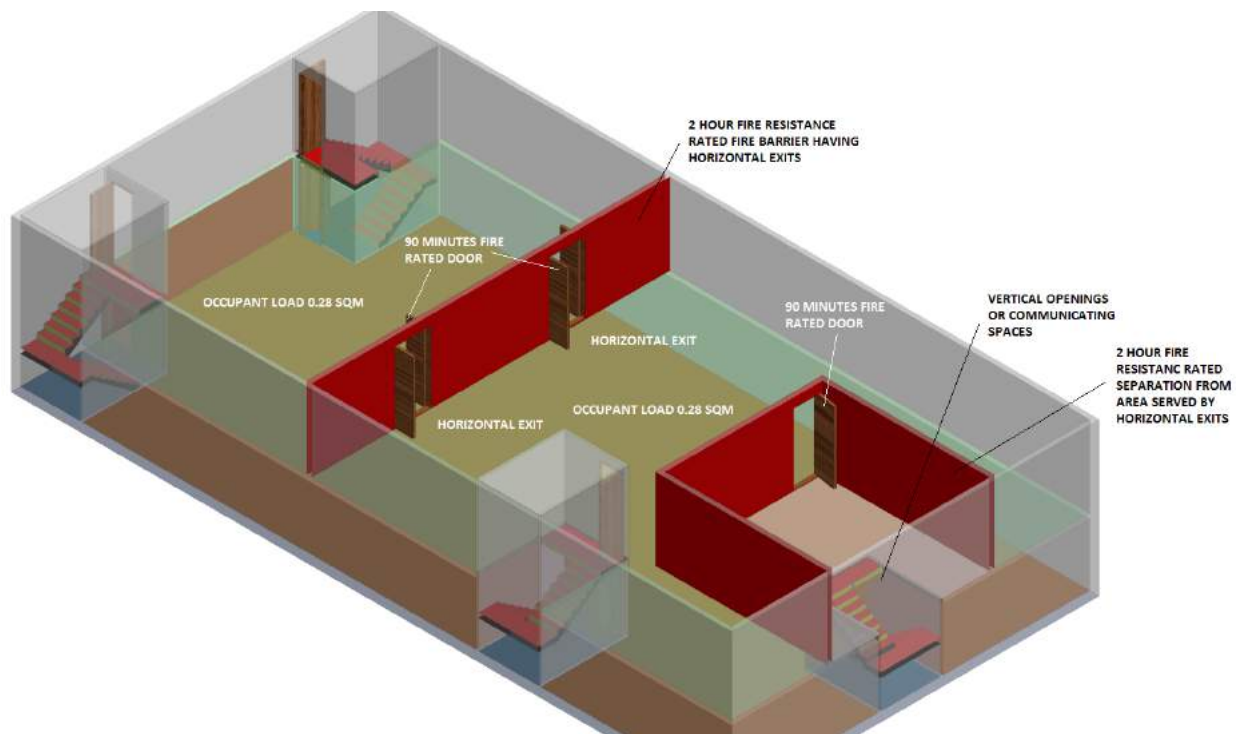 2 HOUR FIRE RESISTANCE
RATED FIRE BARRIER HAVING
HORIZONTAL EXITS
90 MINUTES FIRE
RATED DOOR
OCCUPANT LOAD 0.28 SQM
HORIZONTAL EXIT
HORIZONTAL EXIT
OCCUPANT LOAD 0.28 SQM
90 MINUTES FIRE
RATED DOOR
VERTICAL OPENINGS
OR COMMUNICATING
SPACES
2 HOUR FIRE
RESISTANC RATED
SEPARATION FROM
AREA SERVED BY
HORIZONTAL EXITS